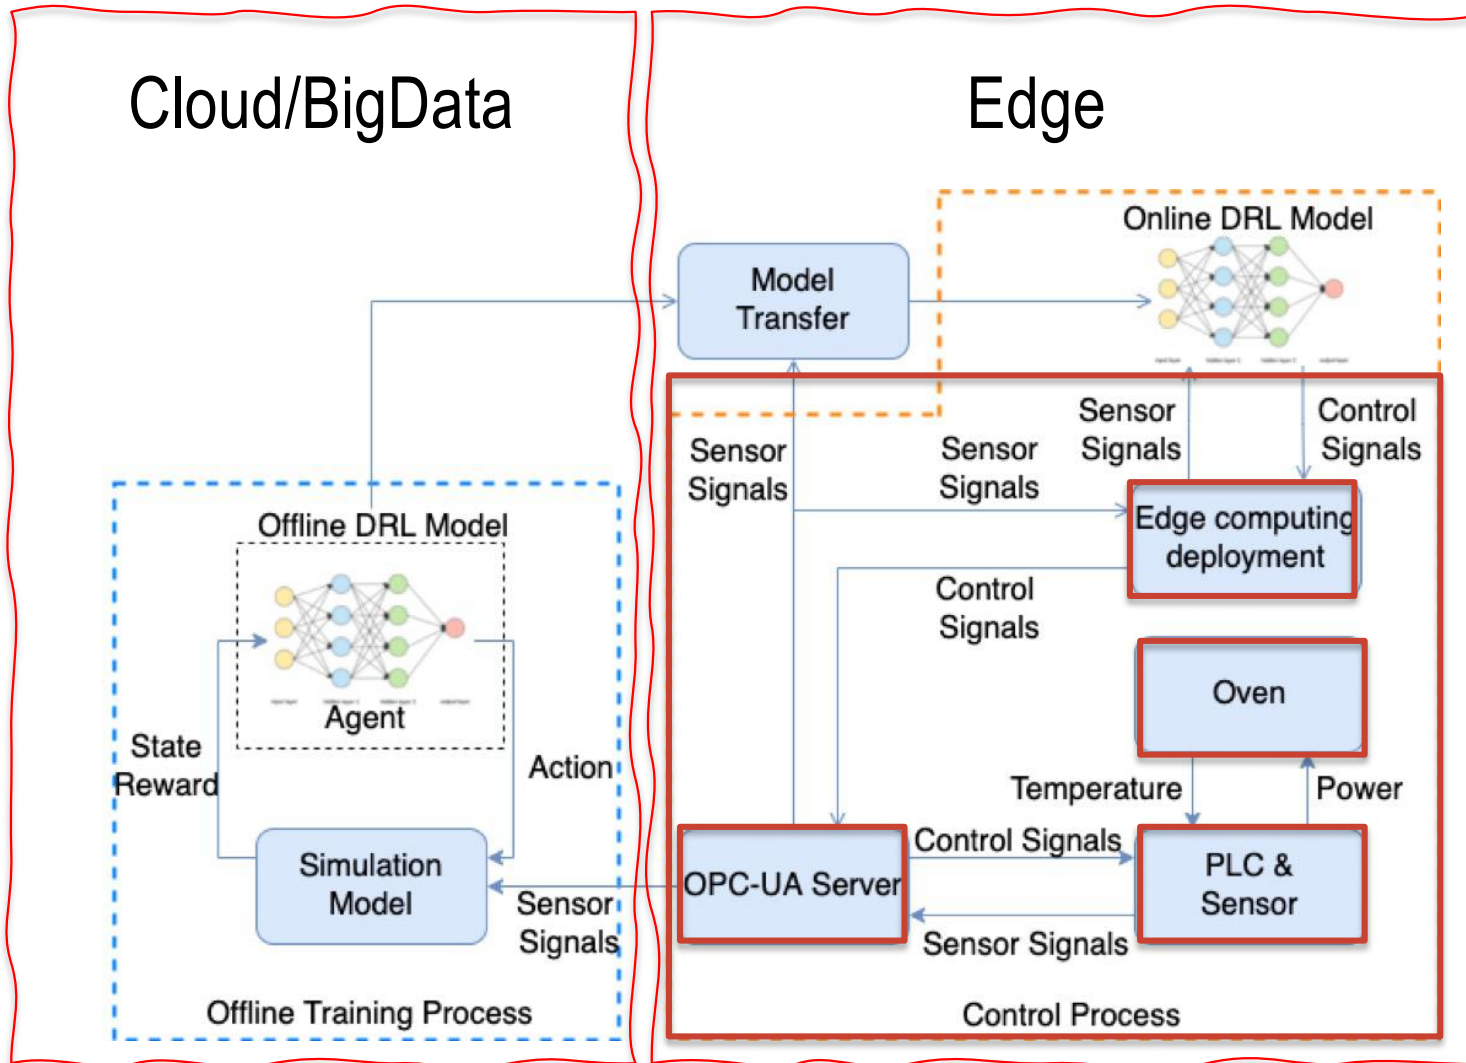 Cloud/BigData
Edge
Online DRL Model
Model
Transfer
Sensor
Signals
Control
Signals
Sensor
Signals
Sensor
Signals
Edge computing
deployment
Control
Signals
Offline DRL Model
Agent
State
Reward
Action
Simulation
Model
Sensor
Signals
Offline Training Process
Oven
Temperature
Power
OPC-UA Server
Control Signals
PLC &
Sensor
Sensor Signals
Control Process